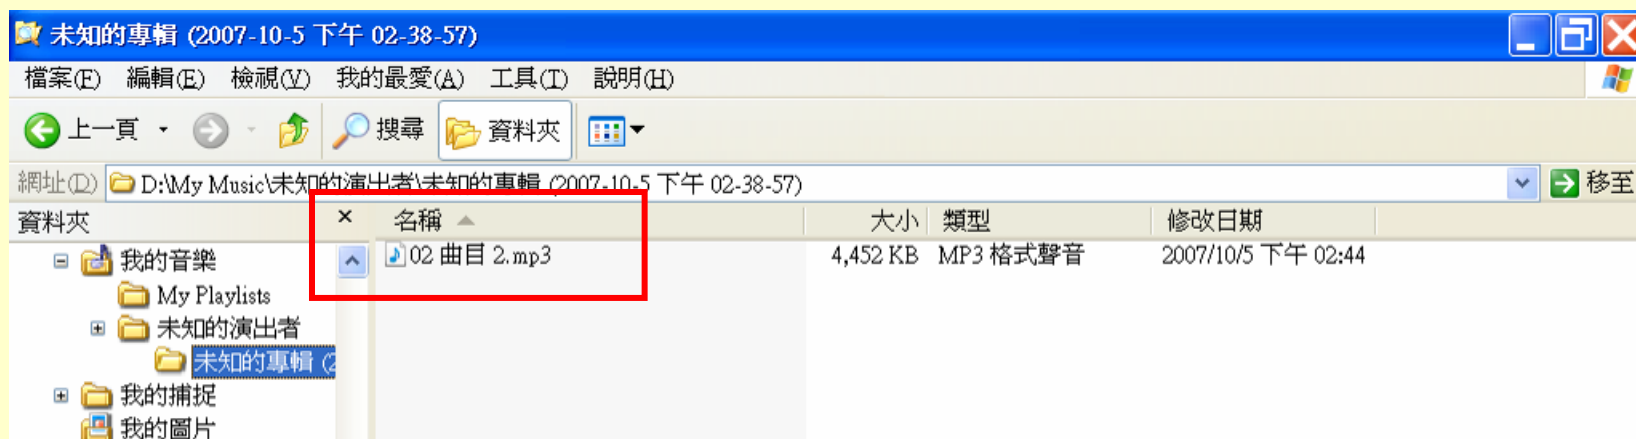 未知的專輯 (2007-10-5 下午 02-38-57)
檔案(F) 編輯(E) 檢視(V) 我的最愛(A) 工具(T) 說明(H)
上一頁 搜尋 資料夾
網址(D) D:\My Music\未知的演出者\未知的專輯 (2007-10-5 下午 02-38-57) 移至
資料夾 × 名稱 大小 類型 修改日期
我的音樂 02 曲目 2.mp3 4,452 KB MP3 格式聲音 2007/10/5 下午 02:44
My Playlists
未知的演出者
未知的專輯 (2
我的捕捉
我的圖片